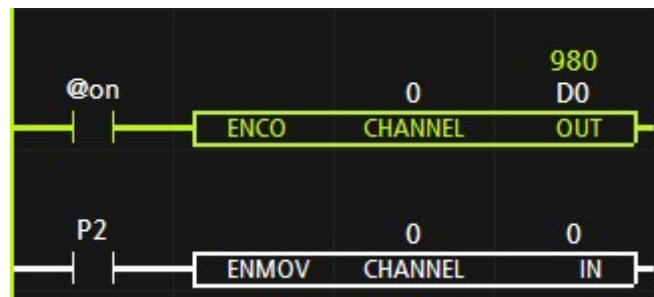 980
@on 0 D0
ENCO CHANNEL OUT
P2 0 0
ENMOV CHANNEL IN